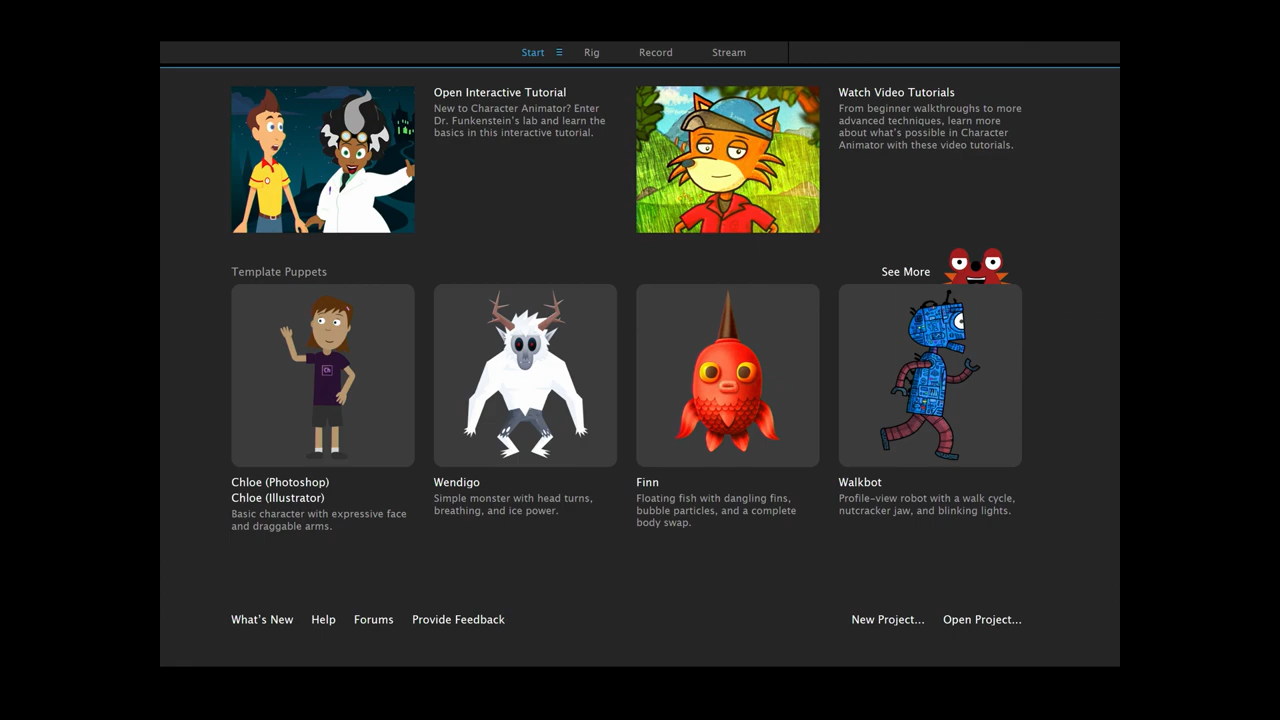 Start
Rig
Record
Stream
Open Interactive Tutorial
New to Character Animator? Enter
Dr. Funkenstein's lab and learn the
basics in this interactive tutorial.
Watch Video Tutorials
From beginner walkthroughs to more
advanced techniques, learn more
about what's possible in Character
Animator with these video tutorials.
Template Puppets
See More
Ch
Chloe (Photoshop)
Chloe (Illustrator)
Basic character with expressive face
and draggable arms.
Wendigo
Simple monster with head turns,
breathing, and ice power.
Finn
Floating fish with dangling fins,
bubble particles, and a complete
body swap.
Walkbot
Profile-view robot with a walk cycle,
nutcracker jaw, and blinking lights.
What's New
Help
Forums
Provide Feedback
New Project...
Open Project...